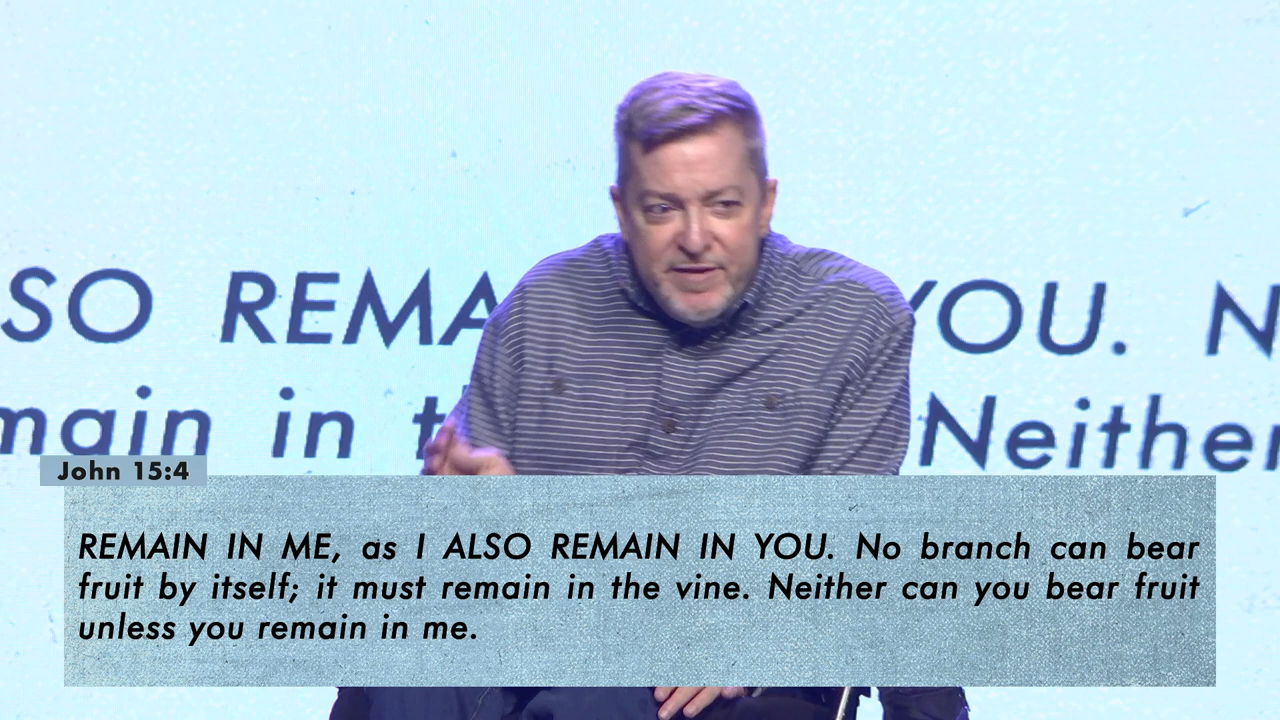 SO REMA YOU. N
main in t Neither
John 15:4
REMAIN IN ME, as I ALSO REMAIN IN YOU. No branch can bear
fruit by itself; it must remain in the vine. Neither can you bear fruit
unless you remain in me.